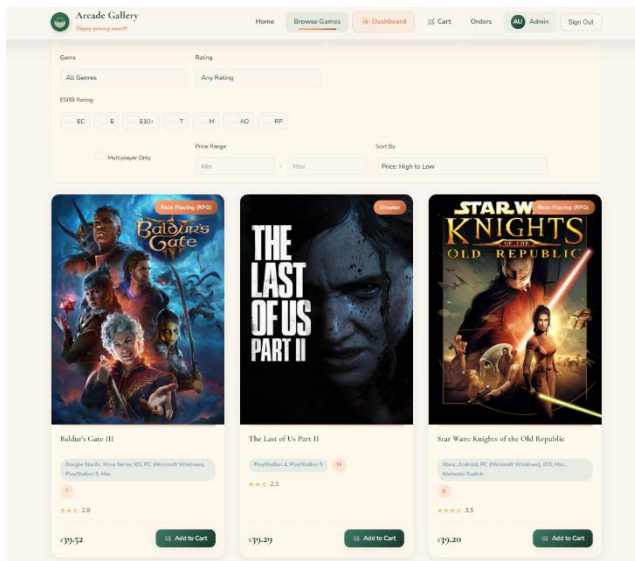 Arcade Gallery
Happy gaming awaits
Home
Browse Games
Dashboard
Cart
Orders
AU
Admin
Sign Out
Genre
Rating
All Genres
Any Rating
ESRB Rating
EC
E
E10+
T
M
AO
RP
Multiplayer Only
Price Range
Sort By
Min
-
Max
Price: High to Low
Role-Playing (RPG)
Baldur's
Gate
Shooter
THE
LAST
OF US
PART II
Role-Playing (RPG)
STAR W
KNIGHTS
OF THE
OLD REPUBLIC
Baldur's Gate III
Google Stadia, Xbox Series X|S, PC (Microsoft Windows),
PlayStation 5, Mac
T
2.8
$39.52
Add to Cart
The Last of Us Part II
PlayStation 4, PlayStation 5
M
2.5
$39.29
Add to Cart
Star Wars: Knights of the Old Republic
Xbox, Android, PC (Microsoft Windows), iOS, Mac,
Nintendo Switch
E
3.5
$39.20
Add to Cart